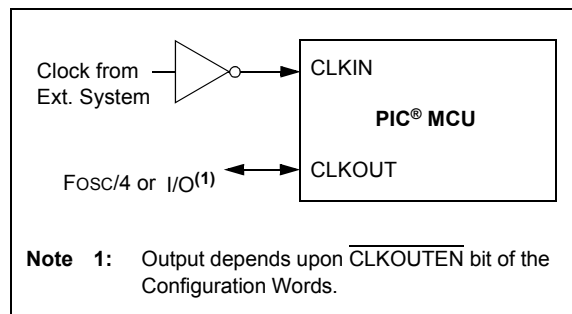 Clock from
Ext. System
CLKIN
PIC® MCU
FOSC/4 or I/O(1)
CLKOUT
Note 1: Output depends upon CLKOUTEN bit of the
Configuration Words.